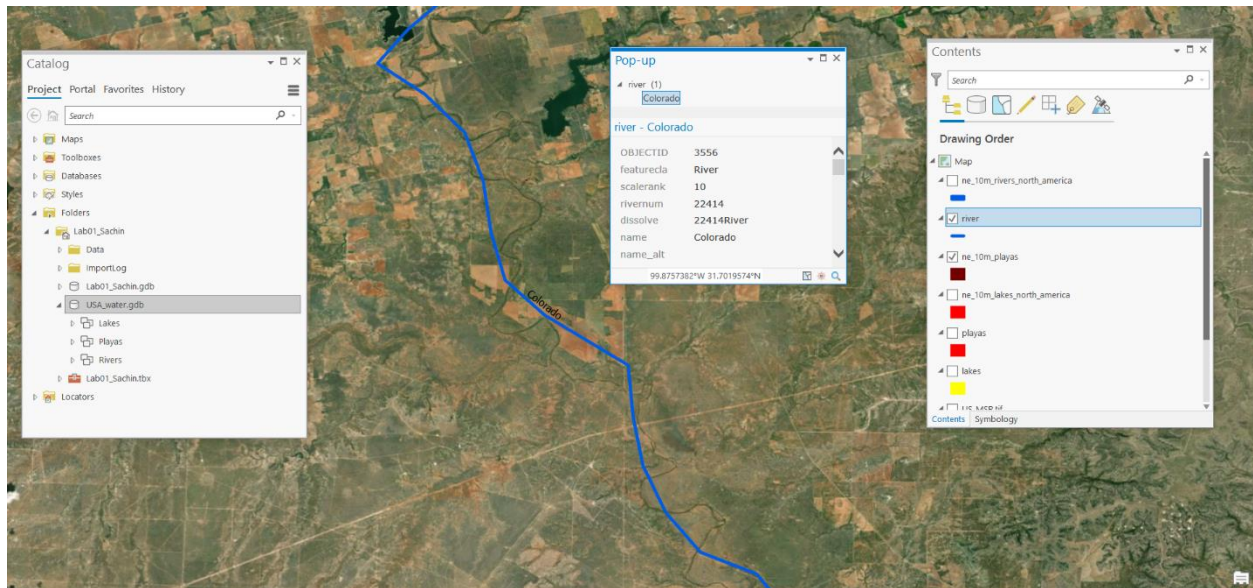 Catalog
Project Portal Favorites History
Search
Maps
Toolboxes
Databases
Styles
Folders
Lab01_Sachin
Data
ImportLog
Lab01_Sachin.gdb
USA_water.gdb
Lakes
Playas
Rivers
Lab01_Sachin.tbx
Locators
Colorado
Pop-up
river (1)
Colorado
river - Colorado
OBJECTID 3556
featurecla River
scalerank 10
rivernum 22414
dissolve 22414River
name Colorado
name_alt
99.8757382°W 31.7019574°N
Contents
Search
Drawing Order
Map
ne_10m_rivers_north_america
river
ne_10m_playas
ne_10m_lakes_north_america
playas
lakes
US_MSR.tif
Contents Symbology